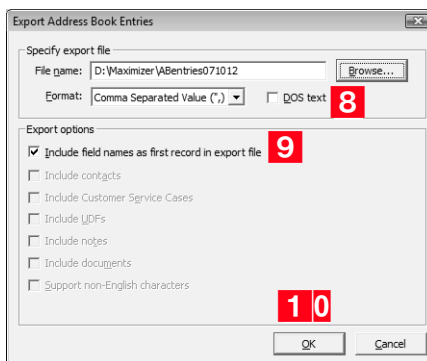 Export Address Book Entries
Specify export file
File name: D:\Maximizer\ABentries071012 Browse...
Format: Comma Separated Value (",) DOS text 8
Export options
Include field names as first record in export file 9
Include contacts
Include Customer Service Cases
Include UDFs
Include notes
Include documents
Support non-English characters
10
OK Cancel